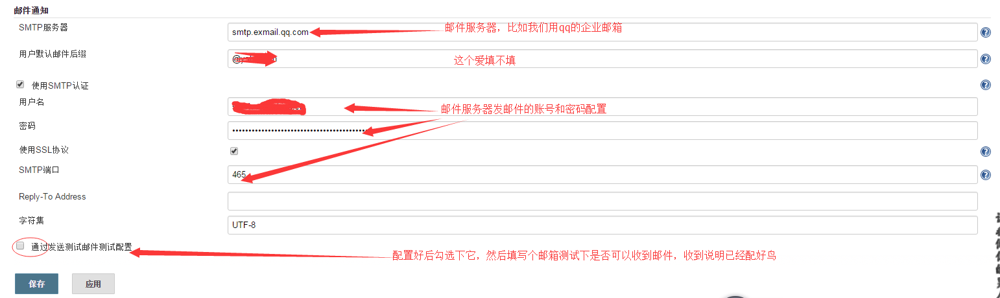 邮件通知
SMTP服务器
smtp.exmail.qq.com
邮件服务器，比如我们用qq的企业邮箱
用户默认邮件后缀
@
这个爱填不填
使用SMTP认证
用户名
邮件服务器发邮件的账号和密码配置
密码
使用SSL协议
SMTP端口
465
Reply-To Address
字符集
UTF-8
通过发送测试邮件测试配置
配置好后勾选下它，然后填写个邮箱测试下是否可以收到邮件，收到说明已经配好鸟
保存
应用